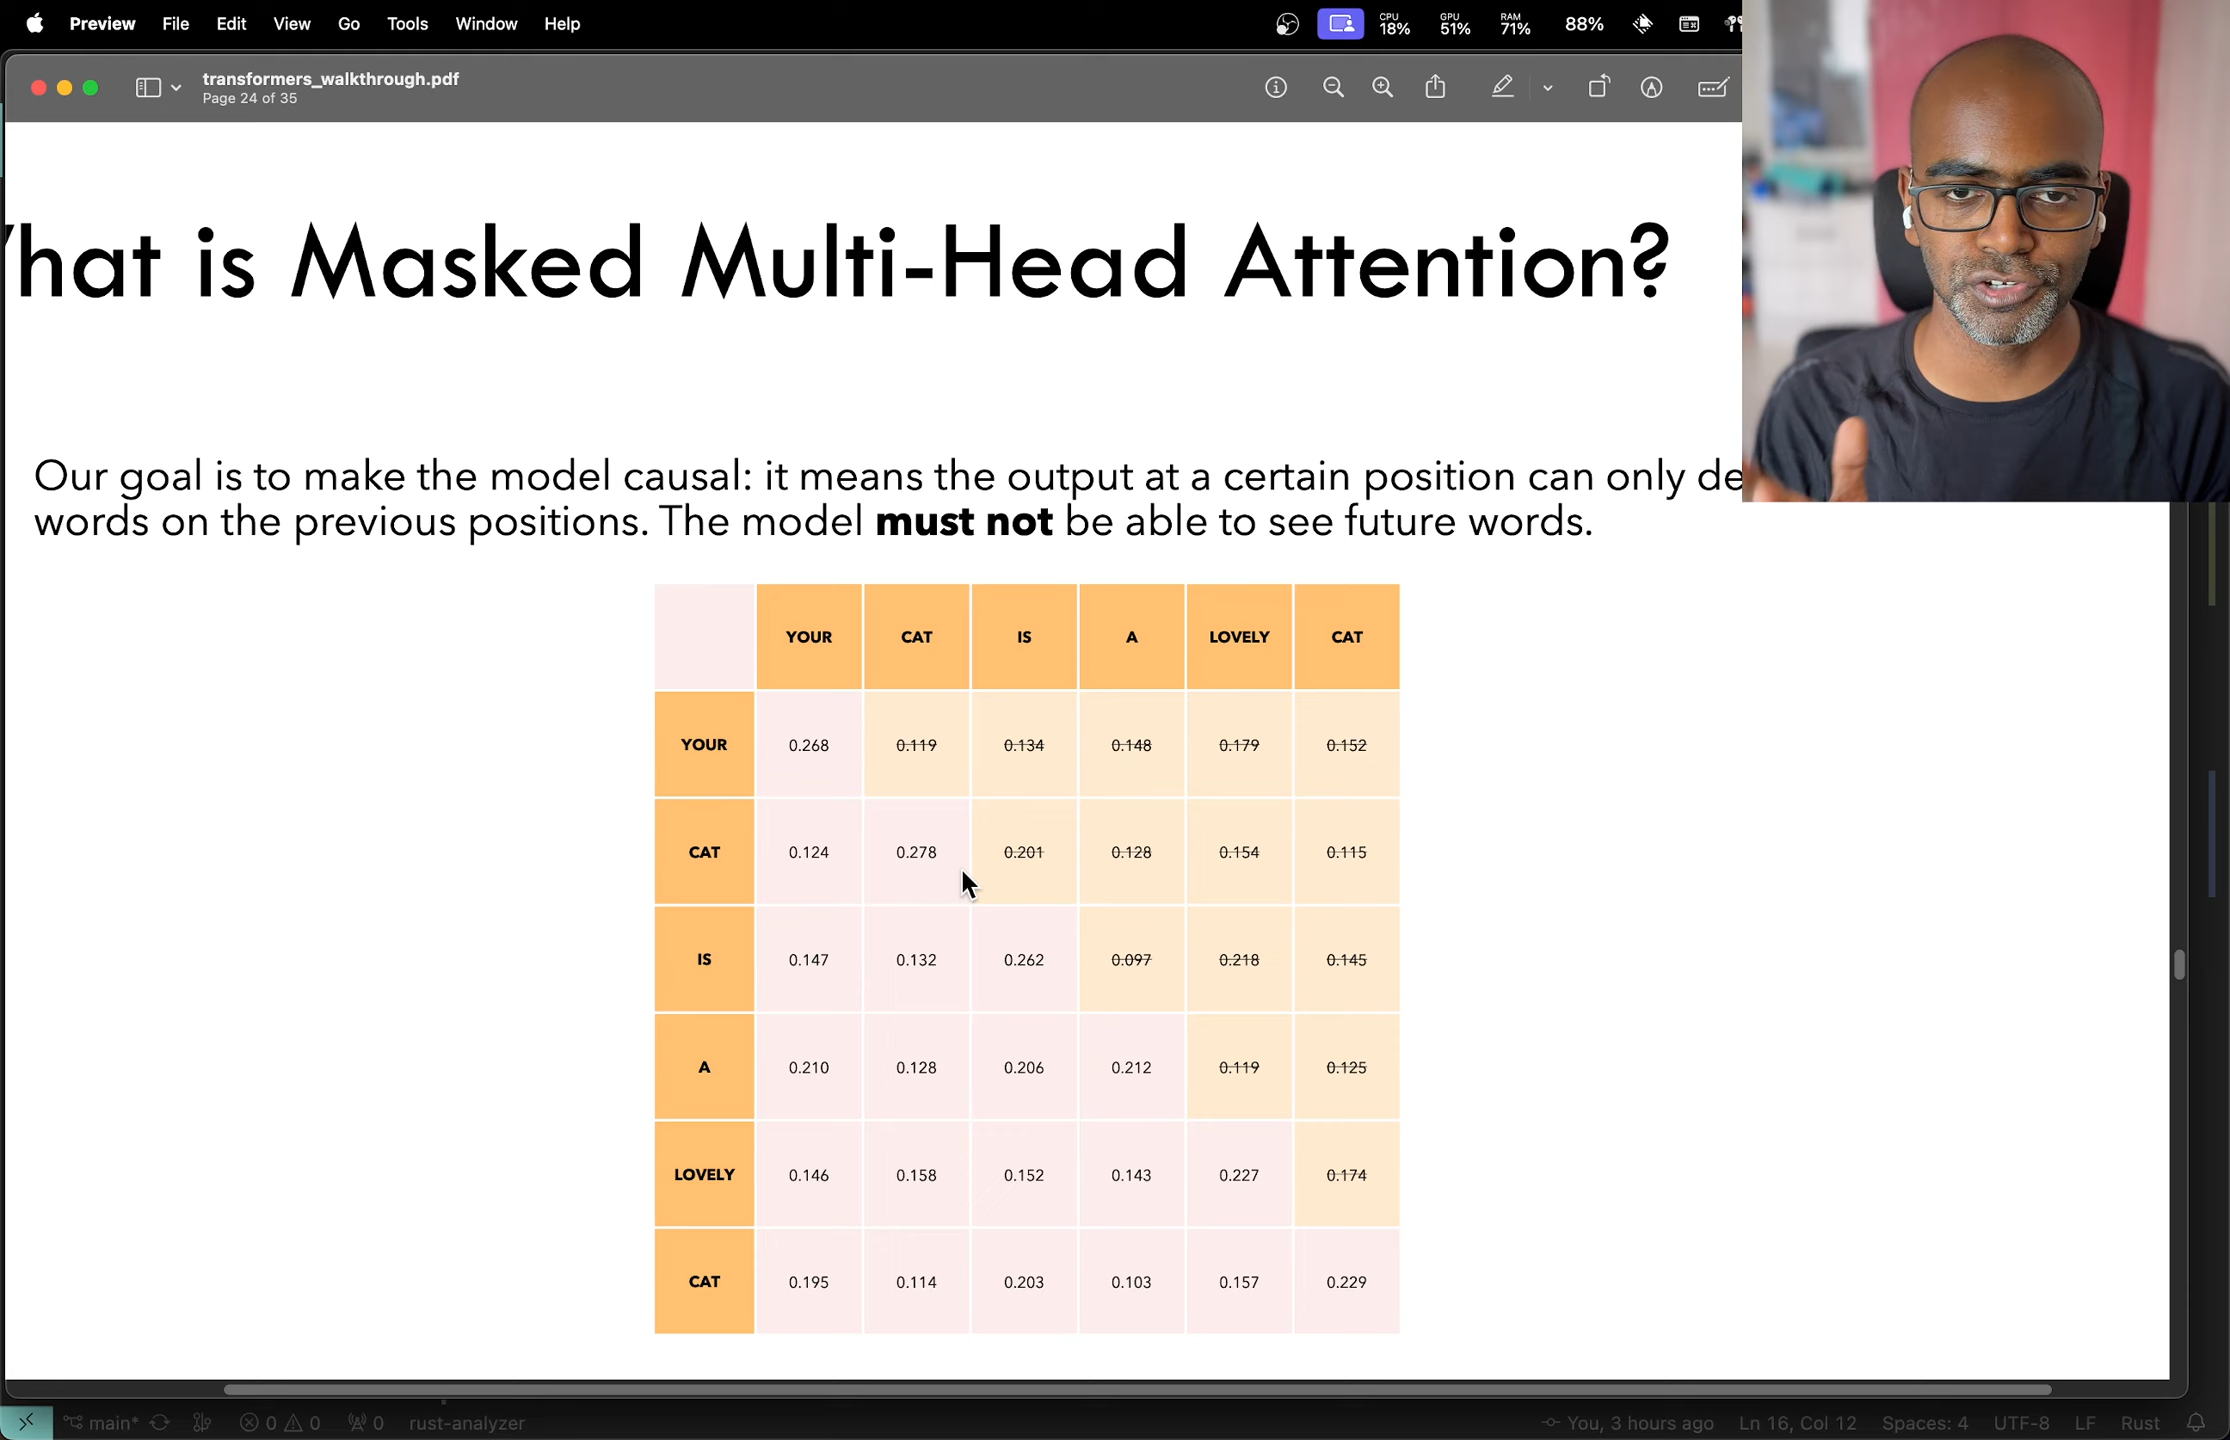 Preview File Edit View Go Tools Window Help
CPU 18% GPU 51% RAM 71% 88%
transformers_walkthrough.pdf
Page 24 of 35
hat is Masked Multi-Head Attention?
Our goal is to make the model causal: it means the output at a certain position can only de
words on the previous positions. The model must not be able to see future words.
YOUR CAT IS A LOVELY CAT
YOUR 0.268 0.119 0.134 0.148 0.179 0.152
CAT 0.124 0.278 0.201 0.128 0.154 0.115
IS 0.147 0.132 0.262 0.097 0.218 0.145
A 0.210 0.128 0.206 0.212 0.119 0.125
LOVELY 0.146 0.158 0.152 0.143 0.227 0.174
CAT 0.195 0.114 0.203 0.103 0.157 0.229
main* 0 0 0 rust-analyzer You, 3 hours ago Ln 16, Col 12 Spaces: 4 UTF-8 LF Rust